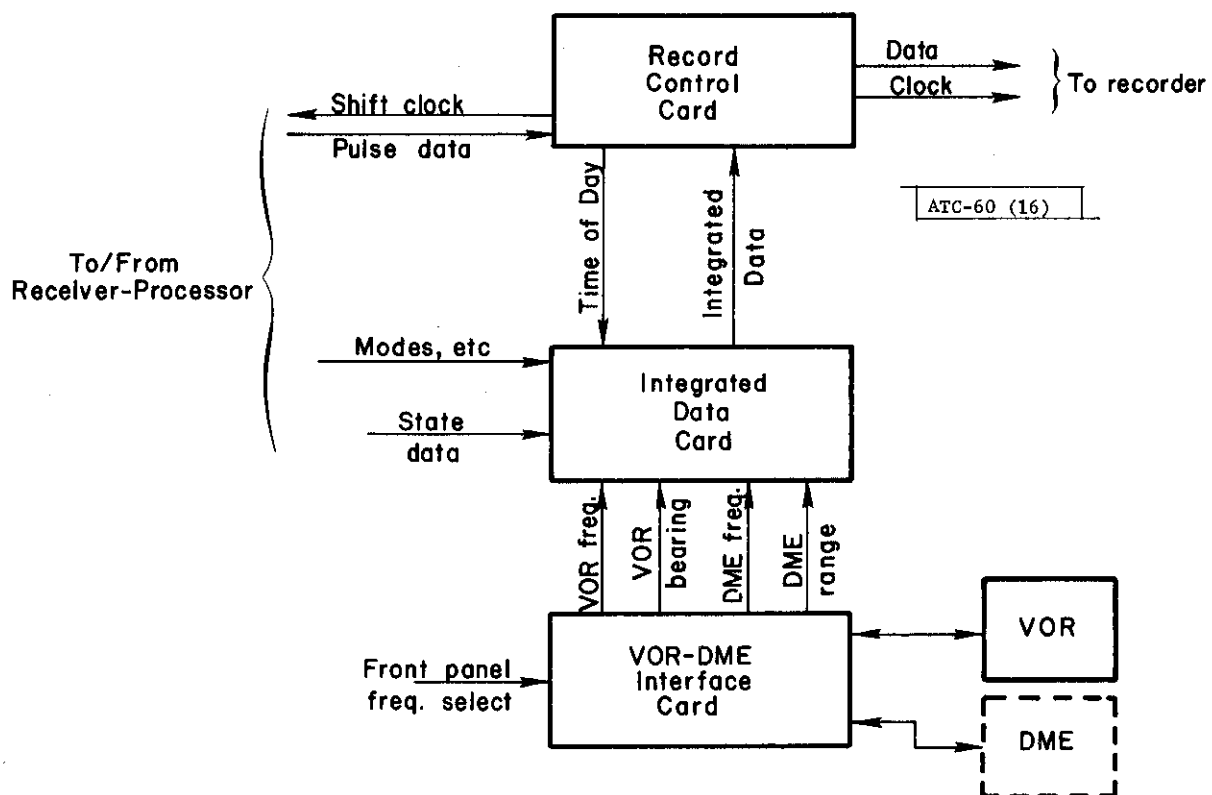 Record
Control
Card
Data
Clock
To recorder
Shift clock
Pulse data
ATC-60 (16)
Time of Day
Integrated
Data
To/From
Receiver-Processor
Modes, etc
State
data
Integrated
Data
Card
VOR freq.
VOR
bearing
DME freq.
DME
range
Front panel
freq. select
VOR-DME
Interface
Card
VOR
DME